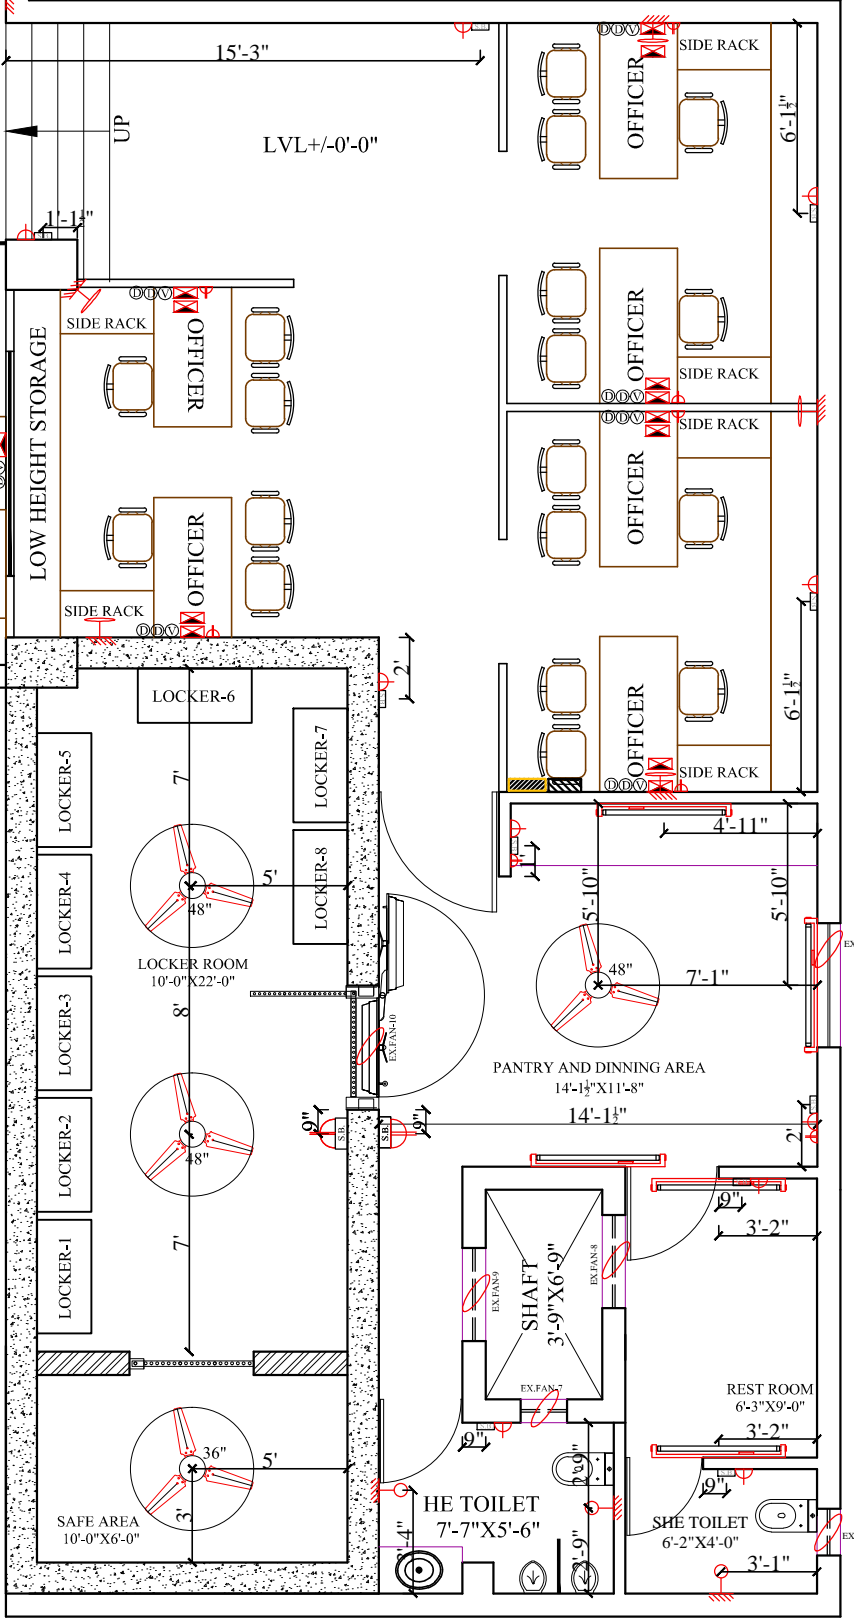 15'-3"
UP
LVL+/-0'-0"
S.B.
D D V
OFFICER
SIDE RACK
6'-1½"
S.B.
1'-1½"
D D V
SIDE RACK
OFFICER
LOW HEIGHT STORAGE
OFFICER
SIDE RACK
D D V
D D V
SIDE RACK
OFFICER
OFFICER
SIDE RACK
D D V
6'-1½"
OFFICER
SIDE RACK
D D V
2'
LOCKER-6
LOCKER-7
LOCKER-5
7'
LOCKER-8
LOCKER-4
5'
48"
LOCKER ROOM
10'-0"X22'-0"
8'
LOCKER-3
EX.FAN-10
4'-11"
1'
5'-10"
5'-10"
48"
7'-1"
EX
PANTRY AND DINNING AREA
14'-1½"X11'-8"
14'-1½"
2'
9"
S.B.
S.B.
9"
LOCKER-2
48"
7'
LOCKER-1
9"
3'-2"
SHAFT
3'-9"X6'-9"
EX.FAN-8
EX.FAN-9
EX.FAN-7
REST ROOM
6'-3"X9'-0"
3'-2"
9"
9"
36"
5'
3'
SAFE AREA
10'-0"X6'-0"
HE TOILET
7'-7"X5'-6"
2'-9"
SHE TOILET
6'-2"X4'-0"
3'-1"
EX